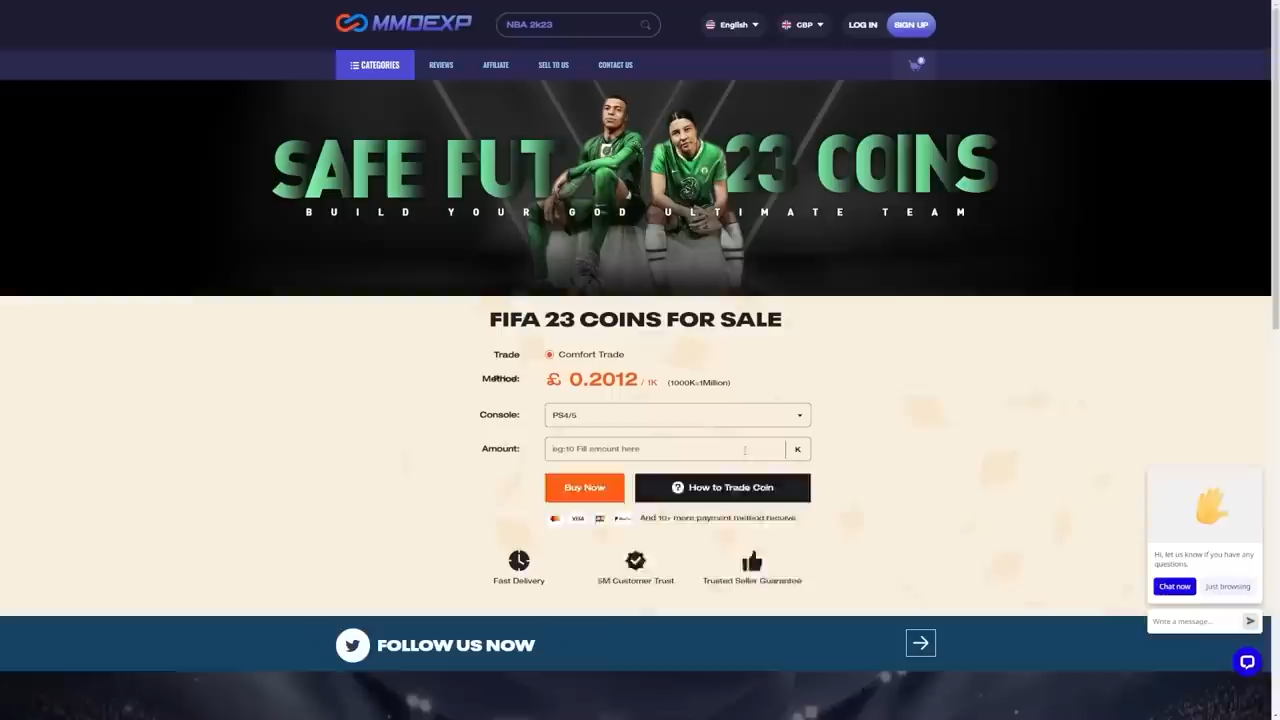 MMOEXP
NBA 2k23
English
GBP
LOG IN
SIGN UP
CATEGORIES
REVIEWS
AFFILIATE
SELL TO US
CONTACT US
0
SAFE FUT 23 COINS
BUILD YOUR GOD ULTIMATE TEAM
3
FIFA 23 COINS FOR SALE
Trade
Comfort Trade
Method:
£ 0.2012 / 1K (1000K=1Million)
Console:
PS4/5
Amount:
eg:10 Fill amount here
K
Buy Now
? How to Trade Coin
VISA
And 10+ more payment method receive
Fast Delivery
5M Customer Trust
Trusted Seller Guarantee
Hi, let us know if you have any
questions.
Chat now
Just browsing
Write a message...
FOLLOW US NOW